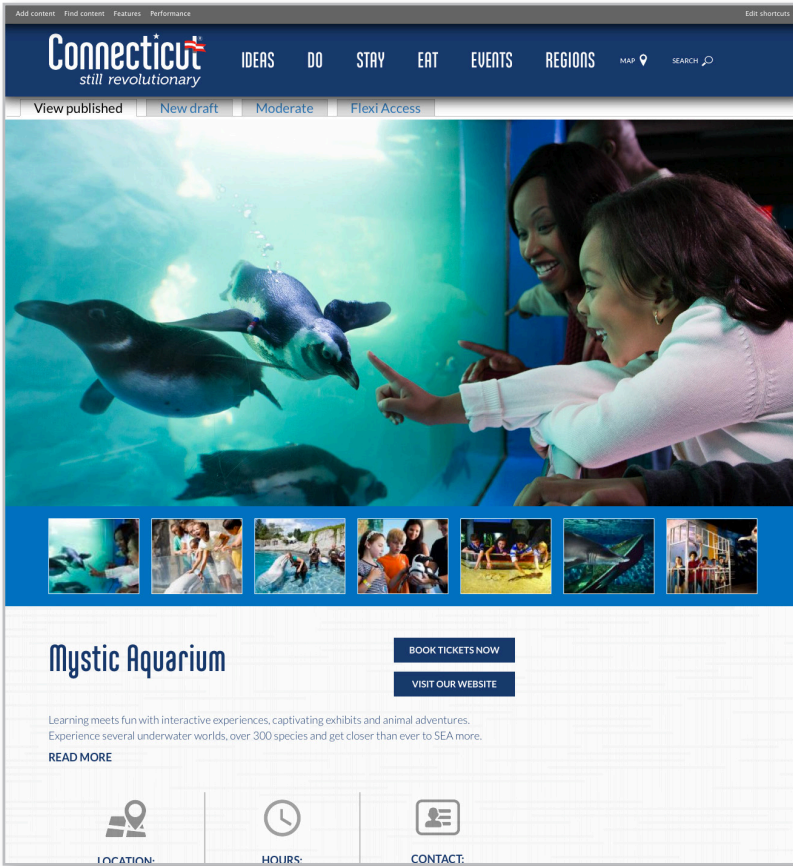 Add content Find content Features Performance Edit shortcuts
Connecticut
still revolutionary
IDEAS DO STAY EAT EVENTS REGIONS MAP SEARCH
View published New draft Moderate Flexi Access
Mystic Aquarium
BOOK TICKETS NOW
VISIT OUR WEBSITE
Learning meets fun with interactive experiences, captivating exhibits and animal adventures.
Experience several underwater worlds, over 300 species and get closer than ever to SEA more.
READ MORE
LOCATION: HOURS: CONTACT: